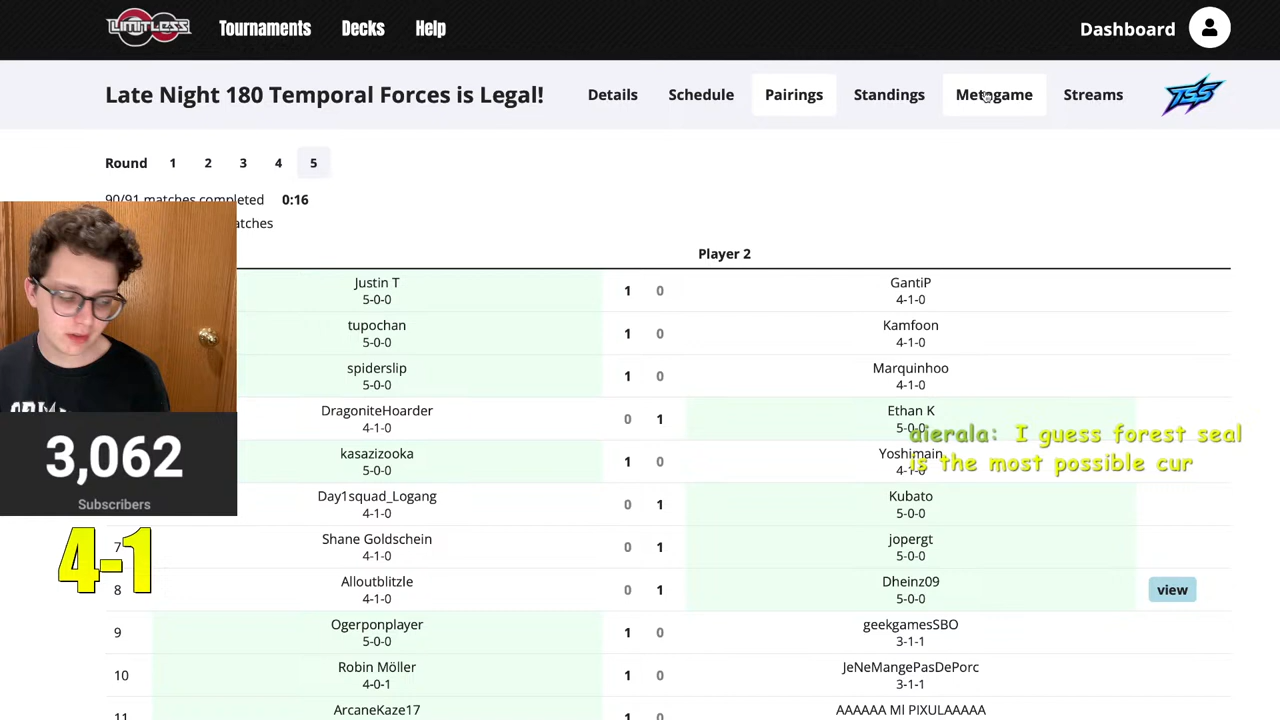 LIMITLESS
Tournaments Decks Help
Dashboard
Late Night 180 Temporal Forces is Legal!
Details Schedule Pairings Standings Metagame Streams
TSS
Round 1 2 3 4 5
90/91 matches completed 0:16
atches
Player 2
Justin T 1 0 GantiP
5-0-0 4-1-0
tupochan 1 0 Kamfoon
5-0-0 4-1-0
spiderslip 1 0 Marquinhoo
5-0-0 4-1-0
DragoniteHoarder 0 1 Ethan K
4-1-0 5-0-0
aierala: I guess forest seal
is the most possible cur
kasazizooka 1 0 Yoshimain
5-0-0 4-1-0
3,062
Subscribers
Day1squad_Logang 0 1 Kubato
4-1-0 5-0-0
4-1
7 Shane Goldschein 0 1 jopergt
4-1-0 5-0-0
8 Alloutblitzle 0 1 Dheinz09 view
4-1-0 5-0-0
9 Ogerponplayer 1 0 geekgamesSBO
5-0-0 3-1-1
10 Robin Möller 1 0 JeNeMangePasDePorc
4-0-1 3-1-1
11 ArcaneKaze17 1 0 AAAAAA MI PIXULAAAAA